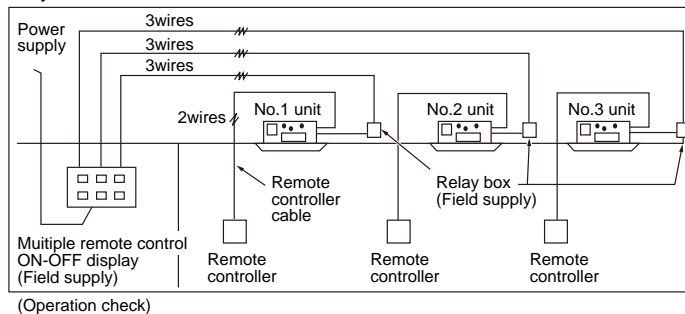 3wires
Power
supply
3wires
3wires
2wires
No.1 unit
No.2 unit
No.3 unit
Remote
controller
cable
Relay box
(Field supply)
Multiple remote control
ON-OFF display
(Field supply)
Remote
controller
Remote
controller
Remote
controller
(Operation check)